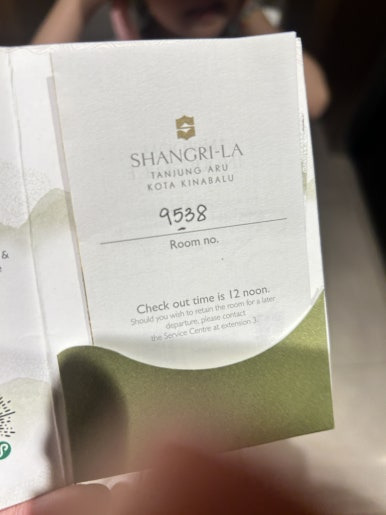 SHANGRI-LA
TANJUNG ARU
KOTA KINABALU
9538
Room no.
Check out time is 12 noon.
Should you wish to retain the room for a later
departure, please contact
the Service Centre at extension 3.
&